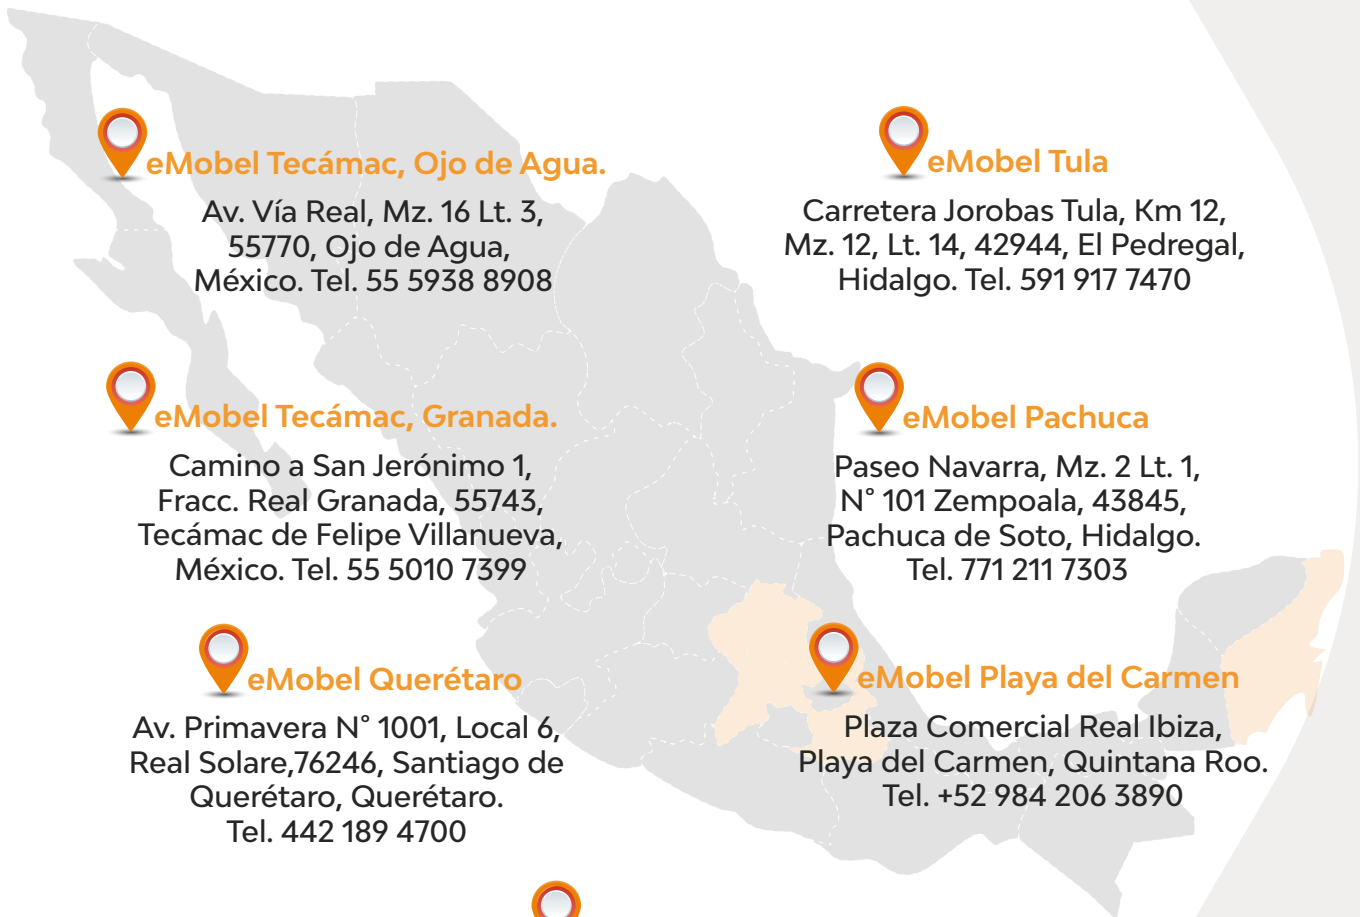 eMobel Tecámac, Ojo de Agua.
Av. Vía Real, Mz. 16 Lt. 3,
55770, Ojo de Agua,
México. Tel. 55 5938 8908
eMobel Tula
Carretera Jorobas Tula, Km 12,
Mz. 12, Lt. 14, 42944, El Pedregal,
Hidalgo. Tel. 591 917 7470
eMobel Tecámac, Granada.
Camino a San Jerónimo 1,
Fracc. Real Granada, 55743,
Tecámac de Felipe Villanueva,
México. Tel. 55 5010 7399
eMobel Pachuca
Paseo Navarra, Mz. 2 Lt. 1,
N° 101 Zempoala, 43845,
Pachuca de Soto, Hidalgo.
Tel. 771 211 7303
eMobel Querétaro
Av. Primavera N° 1001, Local 6,
Real Solare,76246, Santiago de
Querétaro, Querétaro.
Tel. 442 189 4700
eMobel Playa del Carmen
Plaza Comercial Real Ibiza,
Playa del Carmen, Quintana Roo.
Tel. +52 984 206 3890